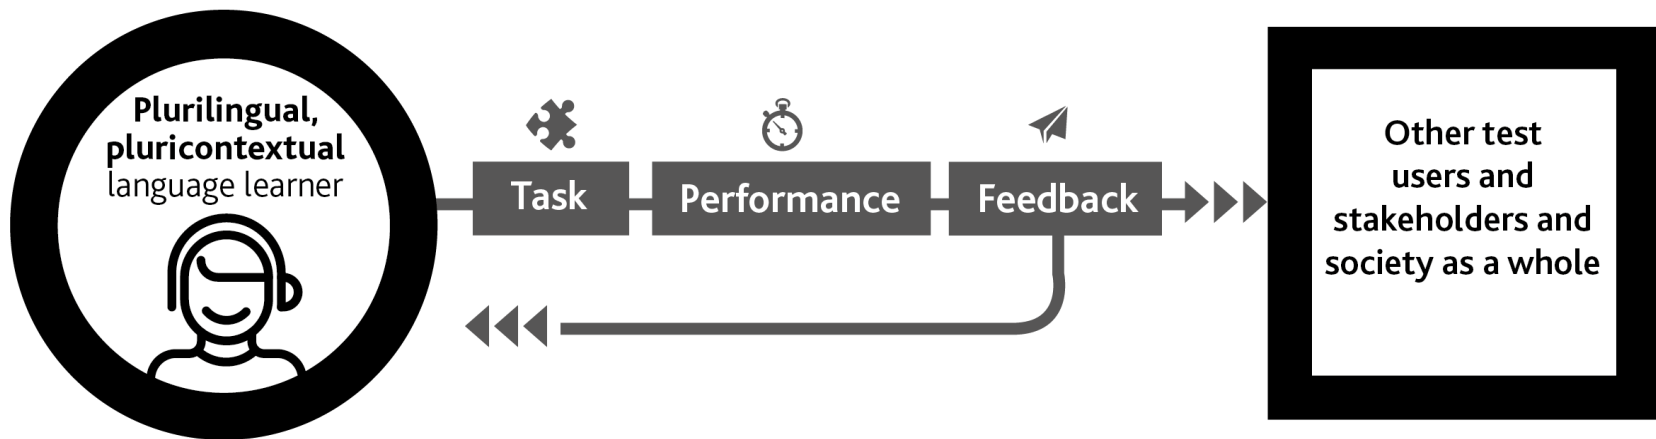 Plurilingual,
pluricontextual
language learner
Task
Performance
Feedback
Other test
users and
stakeholders and
society as a whole